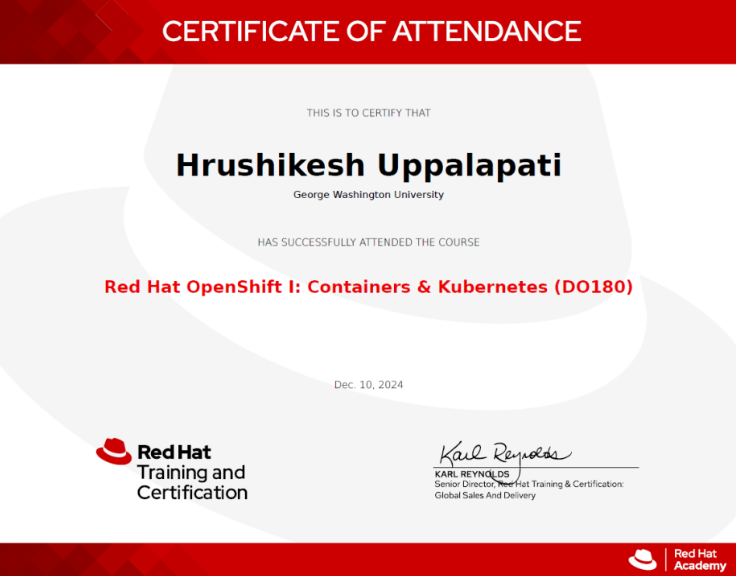 CERTIFICATE OF ATTENDANCE
THIS IS TO CERTIFY THAT
Hrushikesh Uppalapati
George Washington University
HAS SUCCESSFULLY ATTENDED THE COURSE
Red Hat OpenShift I: Containers & Kubernetes (DO180)
Dec. 10, 2024
Red Hat
Training and
Certification
Karl Reynolds
KARL REYNOLDS
Senior Director, Red Hat Training & Certification:
Global Sales And Delivery
Red Hat
Academy